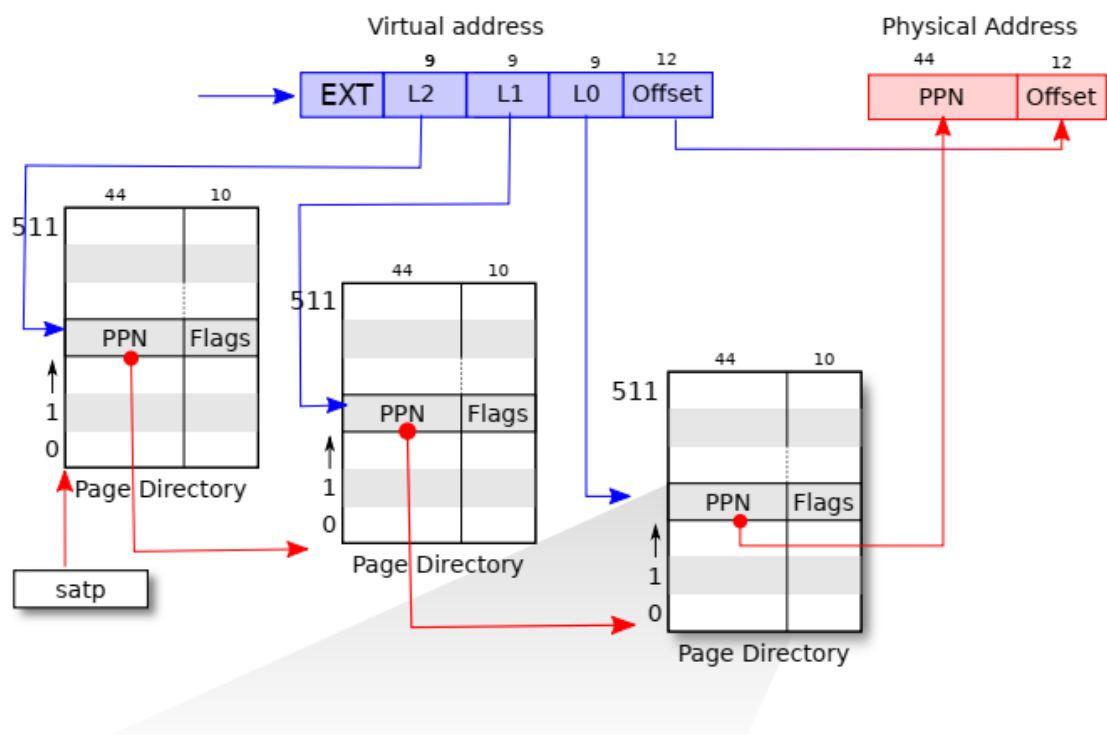 Virtual address
Physical Address
9 9 9 12
44 12
EXT L2 L1 L0 Offset
PPN Offset
44 10
511
PPN Flags
1
0
Page Directory
satp
44 10
511
PPN Flags
1
0
Page Directory
44 10
511
PPN Flags
1
0
Page Directory